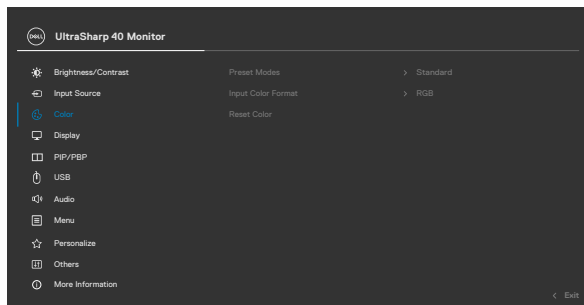 DELL UltraSharp 40 Monitor
Brightness/Contrast Preset Modes > Standard
Input Source Input Color Format > RGB
Color Reset Color
Display
PIP/PBP
USB
Audio
Menu
Personalize
Others
More Information
< Exit